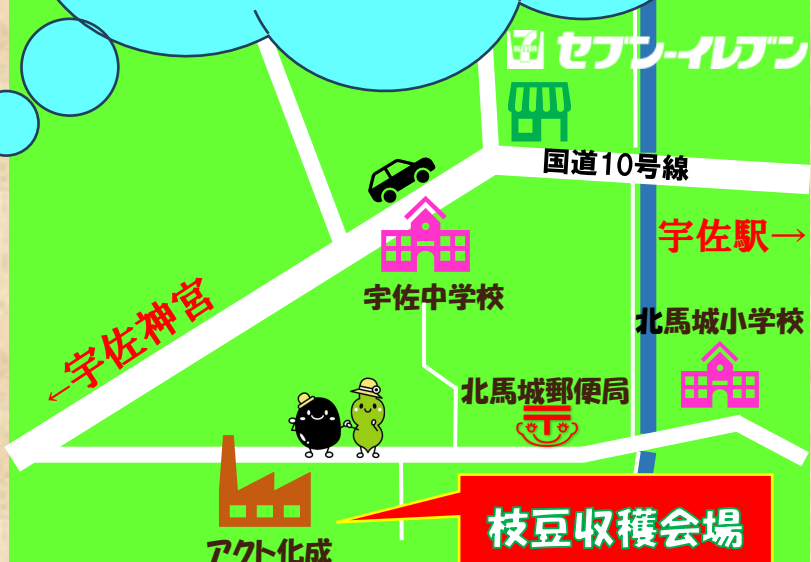 セブン-イレブン
国道10号線
宇佐駅→
宇佐中学校
←宇佐神宮
北馬城小学校
北馬城郵便局
枝豆収穫会場
アクト化成